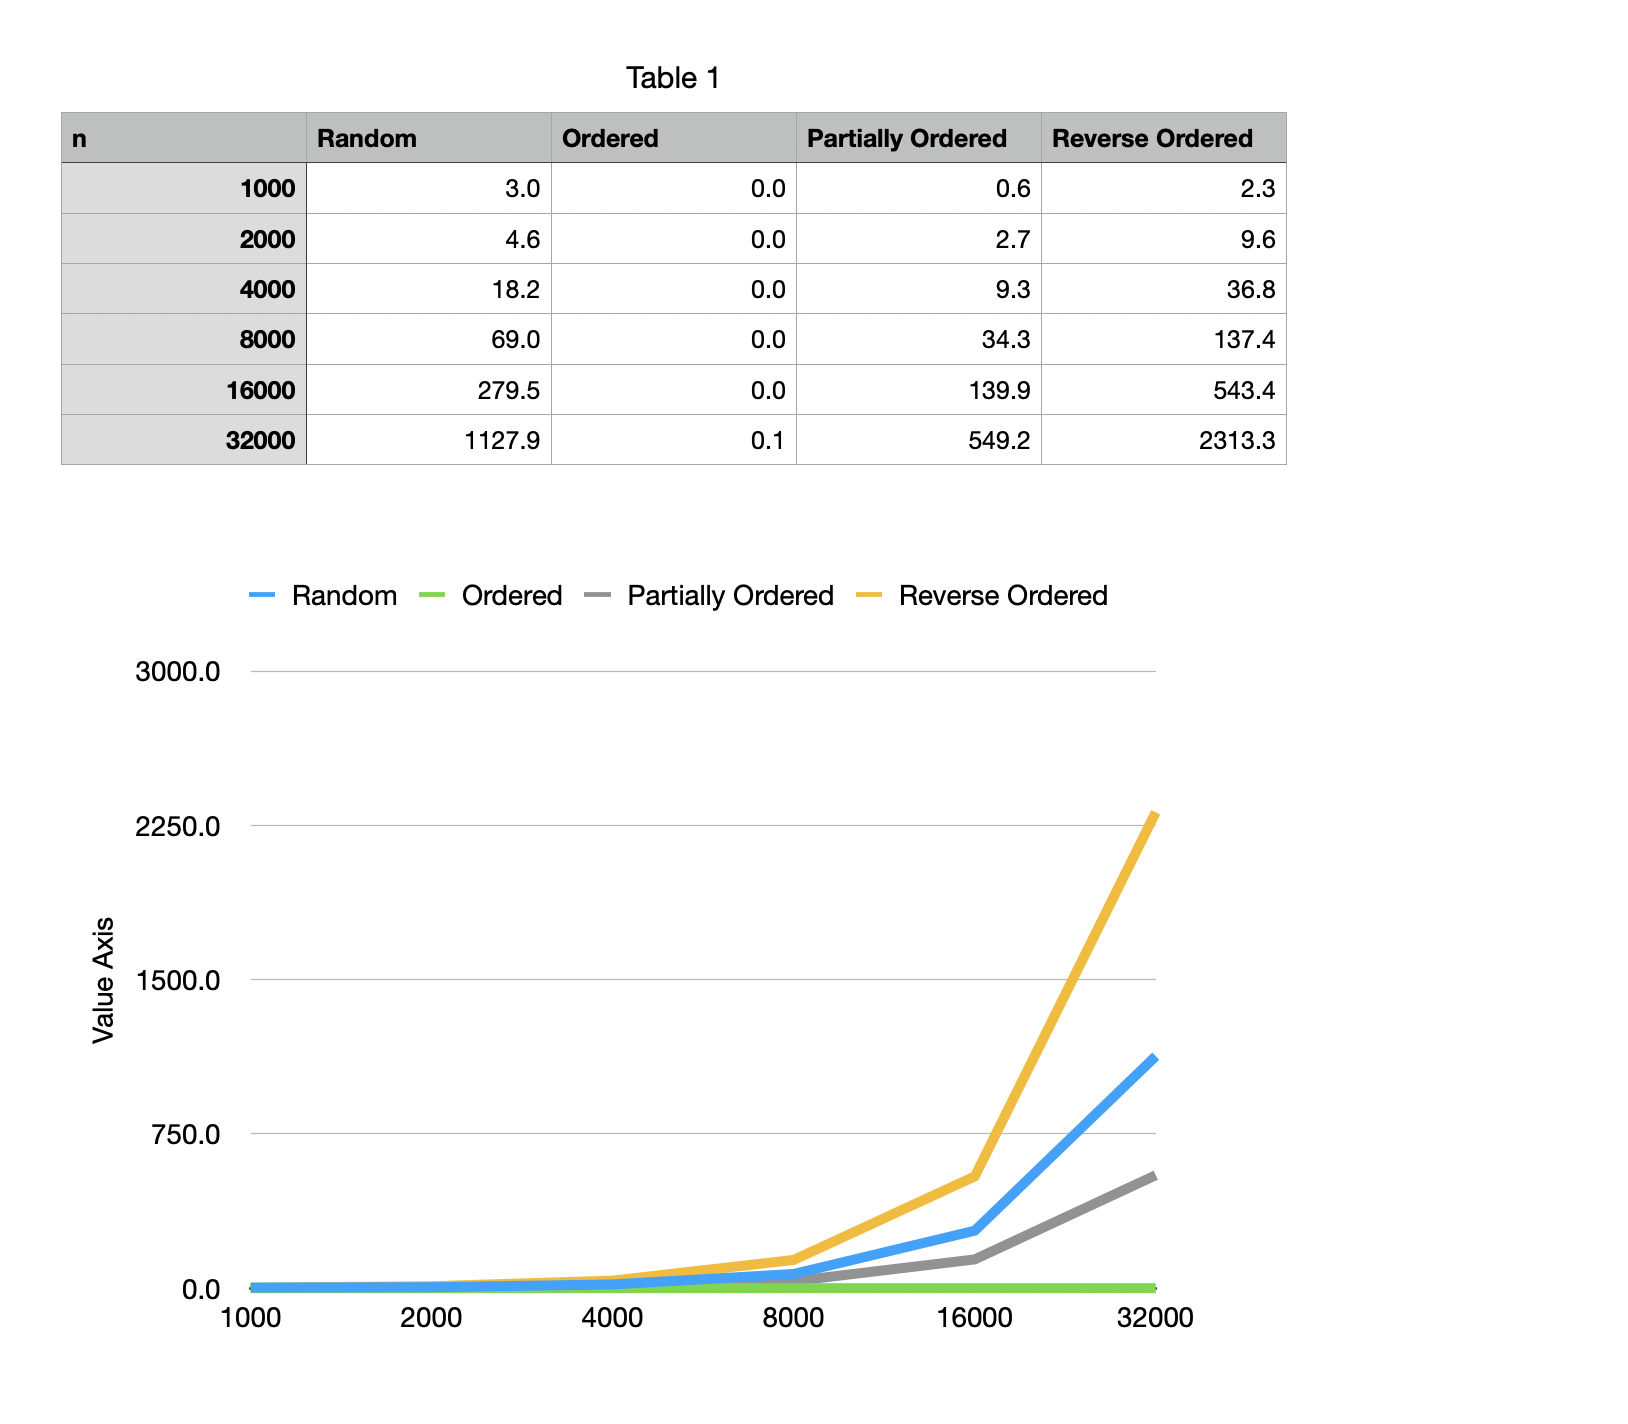 Table 1
n Random Ordered Partially Ordered Reverse Ordered
1000 3.0 0.0 0.6 2.3
2000 4.6 0.0 2.7 9.6
4000 18.2 0.0 9.3 36.8
8000 69.0 0.0 34.3 137.4
16000 279.5 0.0 139.9 543.4
32000 1127.9 0.1 549.2 2313.3
Random Ordered Partially Ordered Reverse Ordered
3000.0
2250.0
Value Axis
1500.0
750.0
0.0
1000 2000 4000 8000 16000 32000